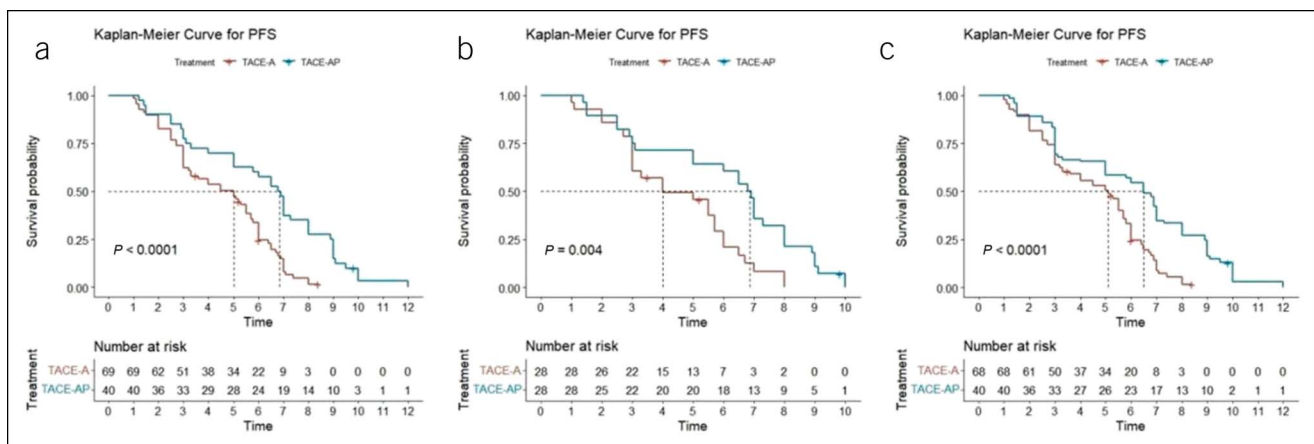 a
Kaplan-Meier Curve for PFS
Treatment TACE-A TACE-AP
Survival probability
1.00
0.75
0.50
0.25
0.00
P < 0.0001
0 1 2 3 4 5 6 7 8 9 10 11 12
Time
Number at risk
Treatment
TACE-A 69 69 62 51 38 34 22 9 3 0 0 0 0
TACE-AP 40 40 36 33 29 28 24 19 14 10 3 1 1
0 1 2 3 4 5 6 7 8 9 10 11 12
Time
b
Kaplan-Meier Curve for PFS
Treatment TACE-A TACE-AP
Survival probability
1.00
0.75
0.50
0.25
0.00
P = 0.004
0 1 2 3 4 5 6 7 8 9 10
Time
Number at risk
Treatment
TACE-A 28 28 26 22 15 13 7 3 2 0 0
TACE-AP 28 28 25 22 20 20 18 13 9 5 1
0 1 2 3 4 5 6 7 8 9 10
Time
c
Kaplan-Meier Curve for PFS
Treatment TACE-A TACE-AP
Survival probability
1.00
0.75
0.50
0.25
0.00
P < 0.0001
0 1 2 3 4 5 6 7 8 9 10 11 12
Time
Number at risk
Treatment
TACE-A 68 68 61 50 37 34 20 8 3 0 0 0 0
TACE-AP 40 40 36 33 27 26 23 17 13 10 2 1 1
0 1 2 3 4 5 6 7 8 9 10 11 12
Time